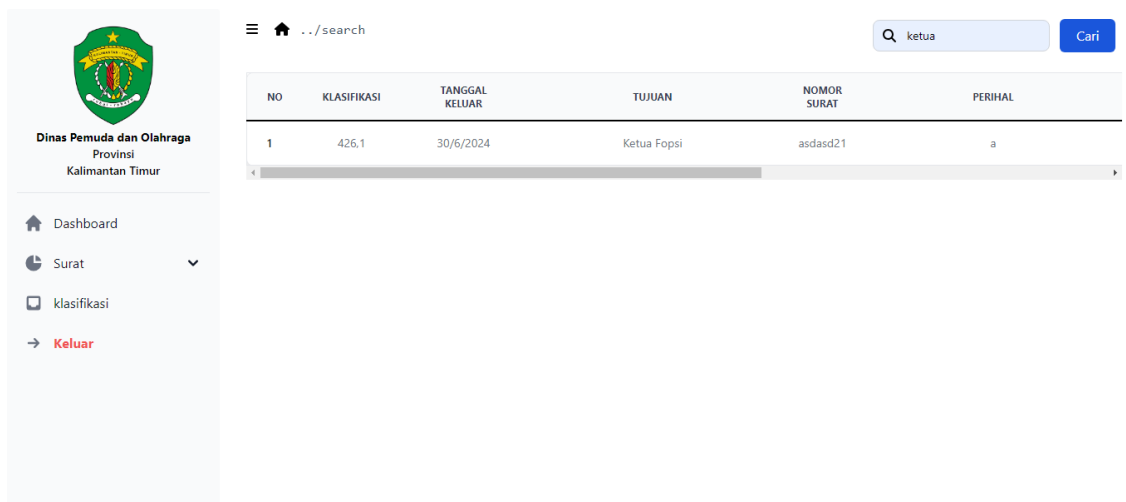 ../search
ketua
Cari
Dinas Pemuda dan Olahraga
Provinsi
Kalimantan Timur
Dashboard
Surat
klasifikasi
Keluar
NO KLASIFIKASI TANGGAL KELUAR TUJUAN NOMOR SURAT PERIHAL
1 426,1 30/6/2024 Ketua Fopsi asdasd21 a